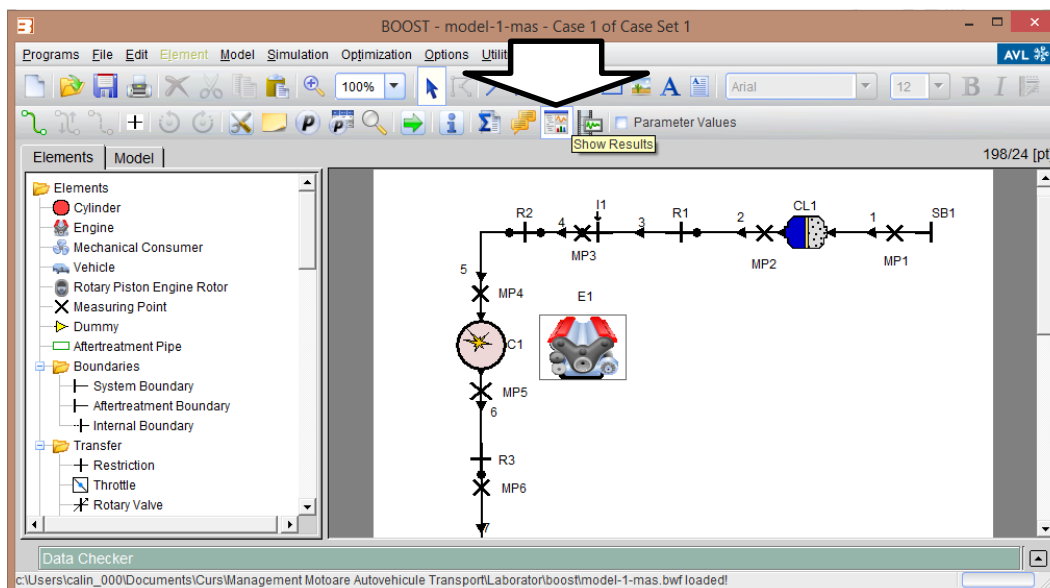 BOOST - model-1-mas - Case 1 of Case Set 1
Programs File Edit Element Model Simulation Optimization Options Utilit
AVL
100%
A
Arial
12
B I
P
P
i
Σ
Parameter Values
Show Results
Elements
Model
198/24 [pt
Elements
Cylinder
Engine
Mechanical Consumer
Vehicle
Rotary Piston Engine Rotor
Measuring Point
Dummy
Aftertreatment Pipe
Boundaries
System Boundary
Aftertreatment Boundary
Internal Boundary
Transfer
Restriction
Throttle
Rotary Valve
R2 4 I1 3 R1 2 CL1 1 SB1
MP3 MP2 MP1
5
MP4 E1
C1
MP5
6
R3
MP6
7
Data Checker
c:\Users\calin_000\Documents\Curs\Management Motoare Autovehicule Transport\Laborator\boost\model-1-mas.bwf loaded!